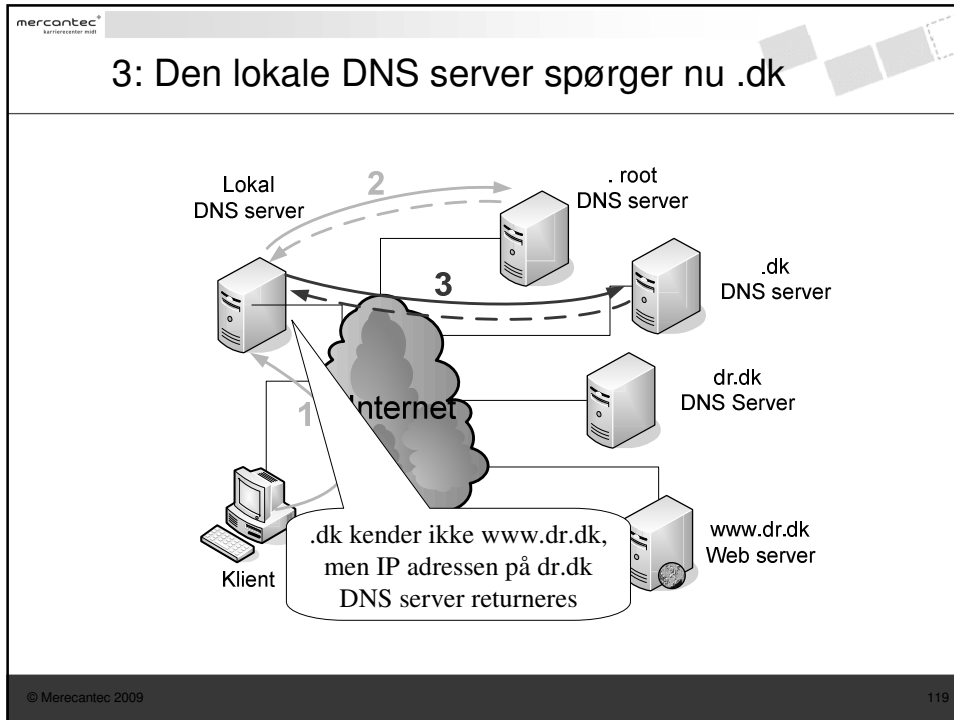 mercantec+
karrierecenter midt
3: Den lokale DNS server spørger nu .dk
Lokal
DNS server
2
. root
DNS server
3
.dk
DNS server
dr.dk
DNS Server
1
Internet
Klient
.dk kender ikke www.dr.dk,
men IP adressen på dr.dk
DNS server returneres
www.dr.dk
Web server
© Merecantec 2009
119